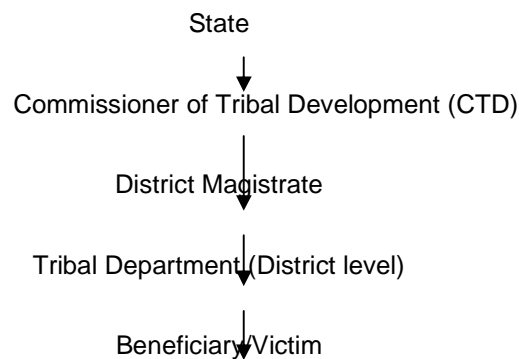 State
Commissioner of Tribal Development (CTD)
District Magistrate
Tribal Department (District level)
Beneficiary/Victim